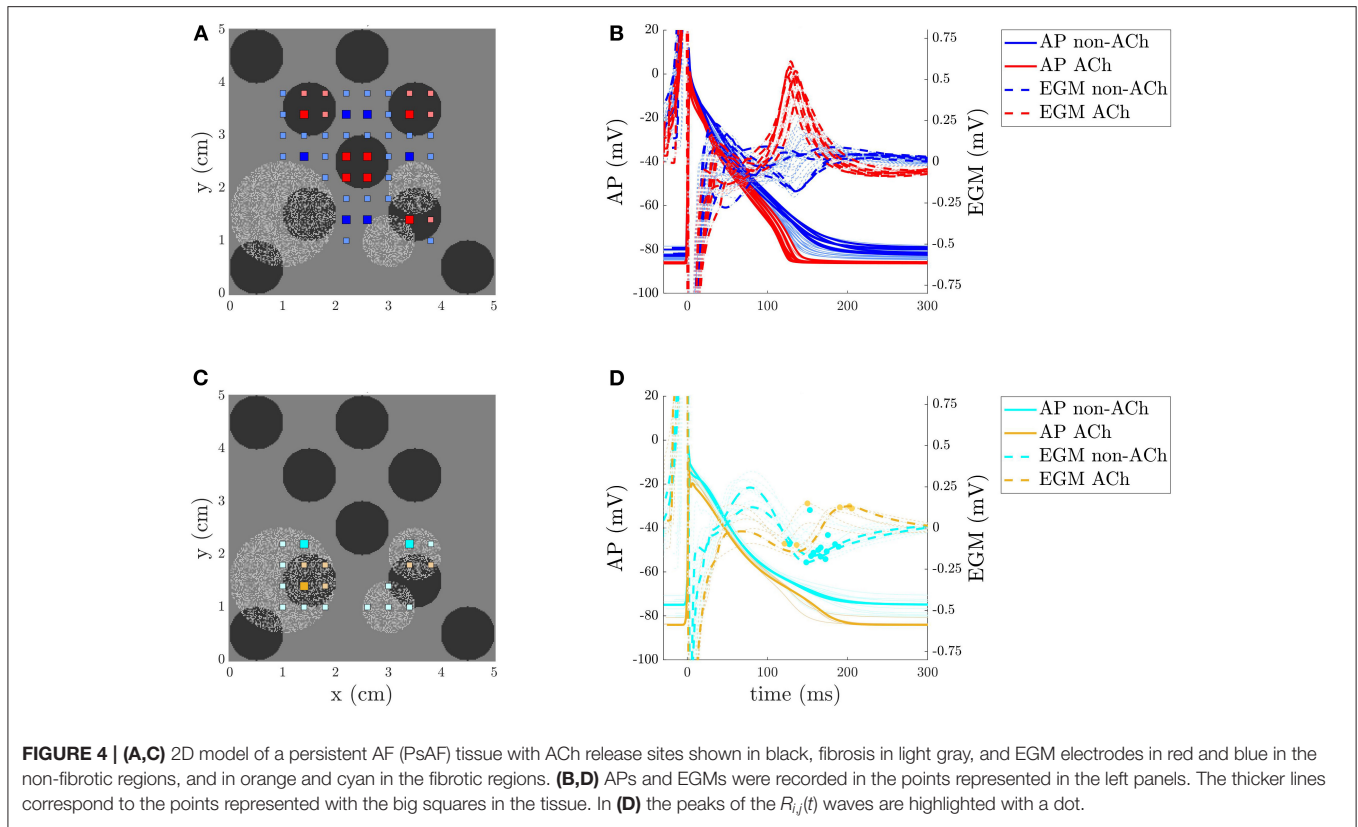 A
5
4
3
2
1
0
y (cm)
0 1 2 3 4 5
B
20
0
-20
-40
-60
-80
-100
AP (mV)
0 100 200 300
0.75
0.5
0.25
0
-0.25
-0.5
-0.75
EGM (mV)
AP non-ACh
AP ACh
EGM non-ACh
EGM ACh
C
5
4
3
2
1
0
y (cm)
0 1 2 3 4 5
x (cm)
D
20
0
-20
-40
-60
-80
-100
AP (mV)
0 100 200 300
time (ms)
0.75
0.5
0.25
0
-0.25
-0.5
-0.75
EGM (mV)
AP non-ACh
AP ACh
EGM non-ACh
EGM ACh
FIGURE 4 | (A,C) 2D model of a persistent AF (PsAF) tissue with ACh release sites shown in black, fibrosis in light gray, and EGM electrodes in red and blue in the
non-fibrotic regions, and in orange and cyan in the fibrotic regions. (B,D) APs and EGMs were recorded in the points represented in the left panels. The thicker lines
correspond to the points represented with the big squares in the tissue. In (D) the peaks of the Ri,j(t) waves are highlighted with a dot.